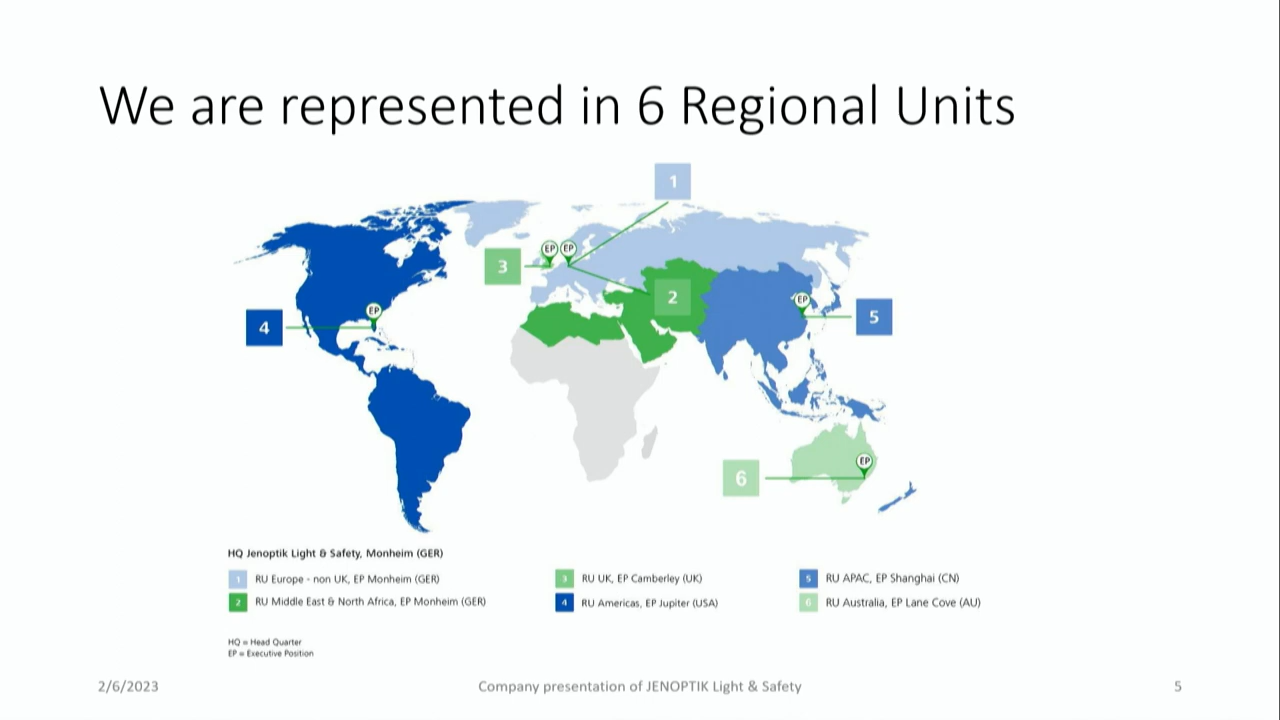 We are represented in 6 Regional Units
1
EP EP
3
2
EP
4
EP
5
EP
6
HQ Jenoptik Light & Safety, Monheim (GER)
1 RU Europe - non UK, EP Monheim (GER)
2 RU Middle East & North Africa, EP Monheim (GER)
3 RU UK, EP Camberley (UK)
4 RU Americas, EP Jupiter (USA)
5 RU APAC, EP Shanghai (CN)
6 RU Australia, EP Lane Cove (AU)
HQ = Head Quarter
EP = Executive Position
2/6/2023 Company presentation of JENOPTIK Light & Safety 5